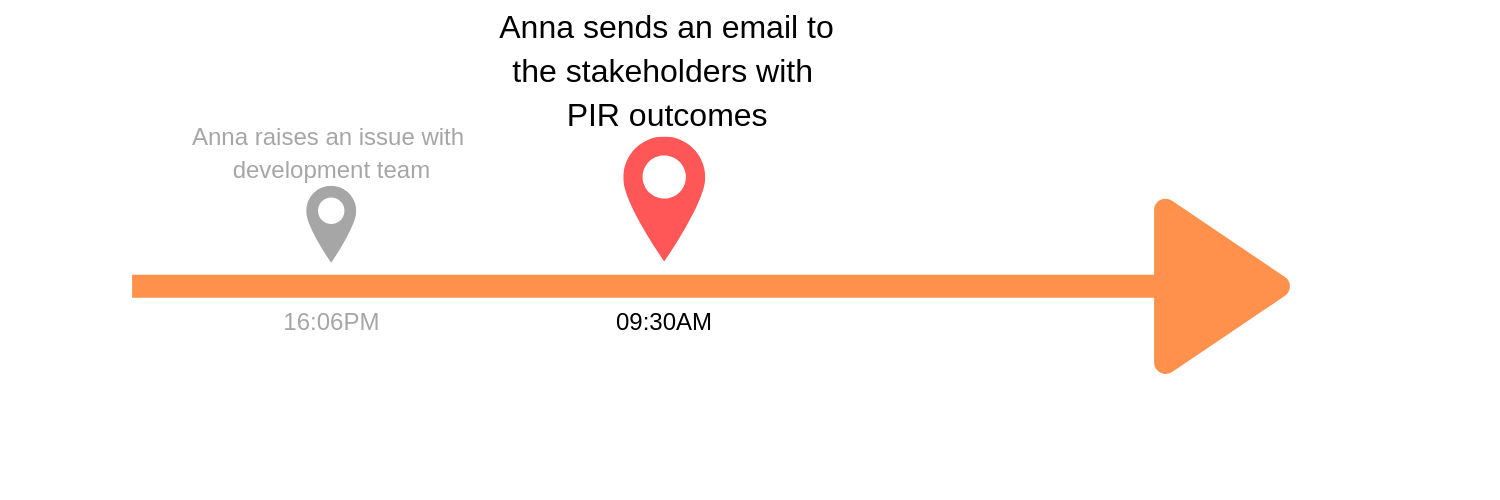 Anna sends an email to
the stakeholders with
PIR outcomes
Anna raises an issue with
development team
16:06PM
09:30AM